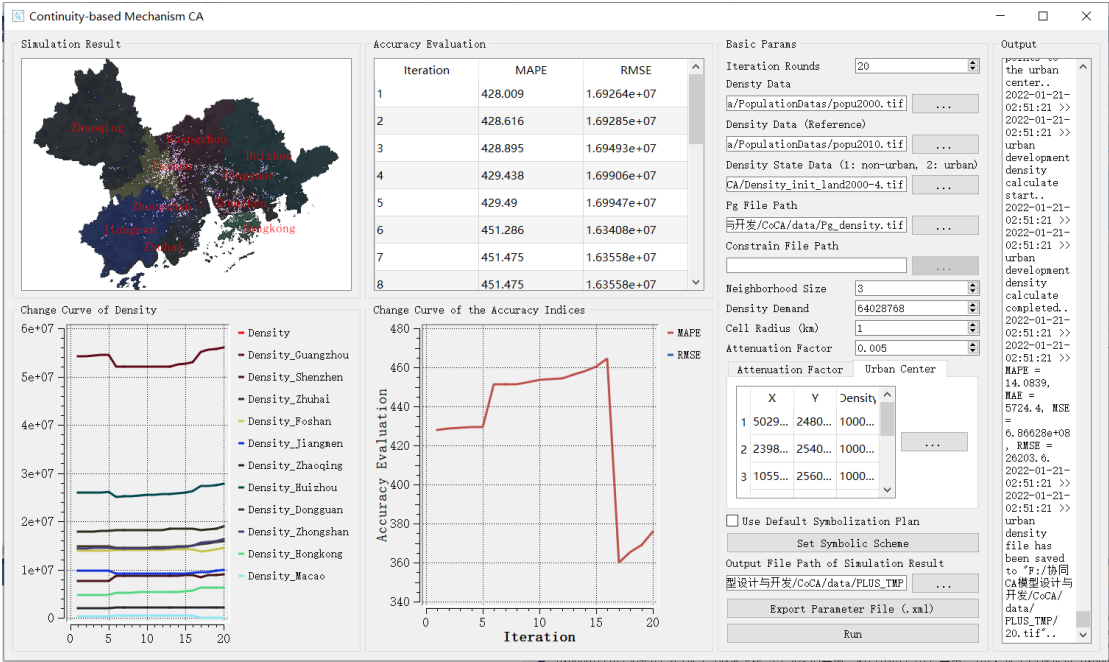 Continuity-based Mechanism CA
Simulation Result
Zhaoqing
Guangzhou
Huizhou
Jiangmen
Zhuhai
Hongkong
Accuracy Evaluation
Iteration MAPE RMSE
1 428.009 1.69264e+07
2 428.616 1.69285e+07
3 428.895 1.69493e+07
4 429.438 1.69906e+07
5 429.49 1.69947e+07
6 451.286 1.63408e+07
7 451.475 1.63558e+07
8 451.475 1.63558e+07
Change Curve of Density
6e+07
5e+07
4e+07
3e+07
2e+07
1e+07
0
0 5 10 15 20
Density
Density_Guangzhou
Density_Shenzhen
Density_Zhuhai
Density_Foshan
Density_Jiangmen
Density_Zhaoqing
Density_Huizhou
Density_Dongguan
Density_Zhongshan
Density_Hongkong
Density_Macao
Change Curve of the Accuracy Indices
Accuracy Evaluation
480
460
440
420
400
380
360
340
0 5 10 15 20
Iteration
MAPE
RMSE
Basic Params
Iteration Rounds 20
Densty Data
a/PopulationDatas/popu2000.tif ...
Density Data (Reference)
a/PopulationDatas/popu2010.tif ...
Density State Data (1: non-urban, 2: urban)
CA/Density_init_land2000-4.tif ...
Pg File Path
与开发/CoCA/data/Pg_density.tif ...
Constrain File Path
...
Neighborhood Size 3
Density Demand 64028768
Cell Radius (km) 1
Attenuation Factor 0.005
Attenuation Factor Urban Center
X Y Density
1 5029... 2480... 1000...
2 2398... 2540... 1000...
3 1055... 2560... 1000...
...
Use Default Symbolization Plan
Set Symbolic Scheme
Output File Path of Simulation Result
型设计与开发/CoCA/data/PLUS_TMP ...
Export Parameter File (.xml)
Run
Output
points to
the urban
center..
2022-01-21-
02:51:21 >>
2022-01-21-
02:51:21 >>
urban
development
density
calculate
start..
2022-01-21-
02:51:21 >>
2022-01-21-
02:51:21 >>
urban
development
density
calculate
completed..
2022-01-21-
02:51:21 >>
2022-01-21-
02:51:21 >>
MAPE =
14.0839,
MAE =
5724.4, MSE
=
6.86628e+08
, RMSE =
26203.6.
2022-01-21-
02:51:21 >>
2022-01-21-
02:51:21 >>
urban
density
file has
been saved
to "F:/协同
CA模型设计与
开发/CoCA/
data/
PLUS_TMP/
20.tif"..